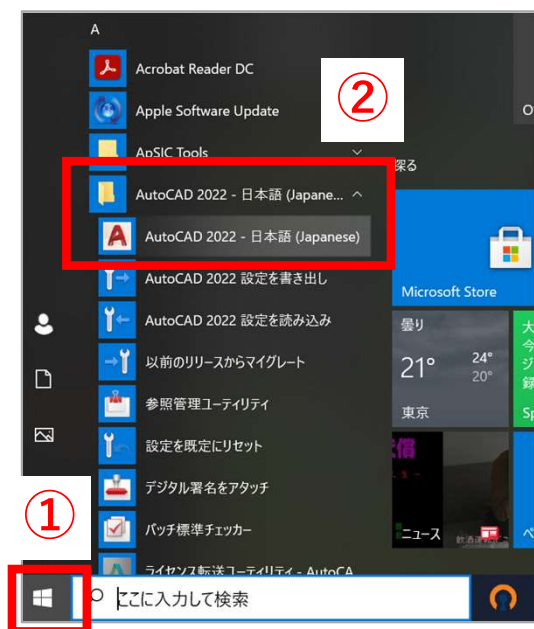 A
Acrobat Reader DC
②
Apple Software Update
ApSIC Tools
探る
AutoCAD 2022 - 日本語 (Japane...
AutoCAD 2022 - 日本語 (Japanese)
AutoCAD 2022 設定を書き出し
Microsoft Store
AutoCAD 2022 設定を読み込み
曇り
以前のリリースからマイグレート
21°
24°
20°
参照管理ユーティリティ
東京
設定を既定にリセット
デジタル署名をアタッチ
①
パッチ標準チェッカー
ニュース
ライセンス転送ユーティリティ - AutoCA
ここに入力して検索